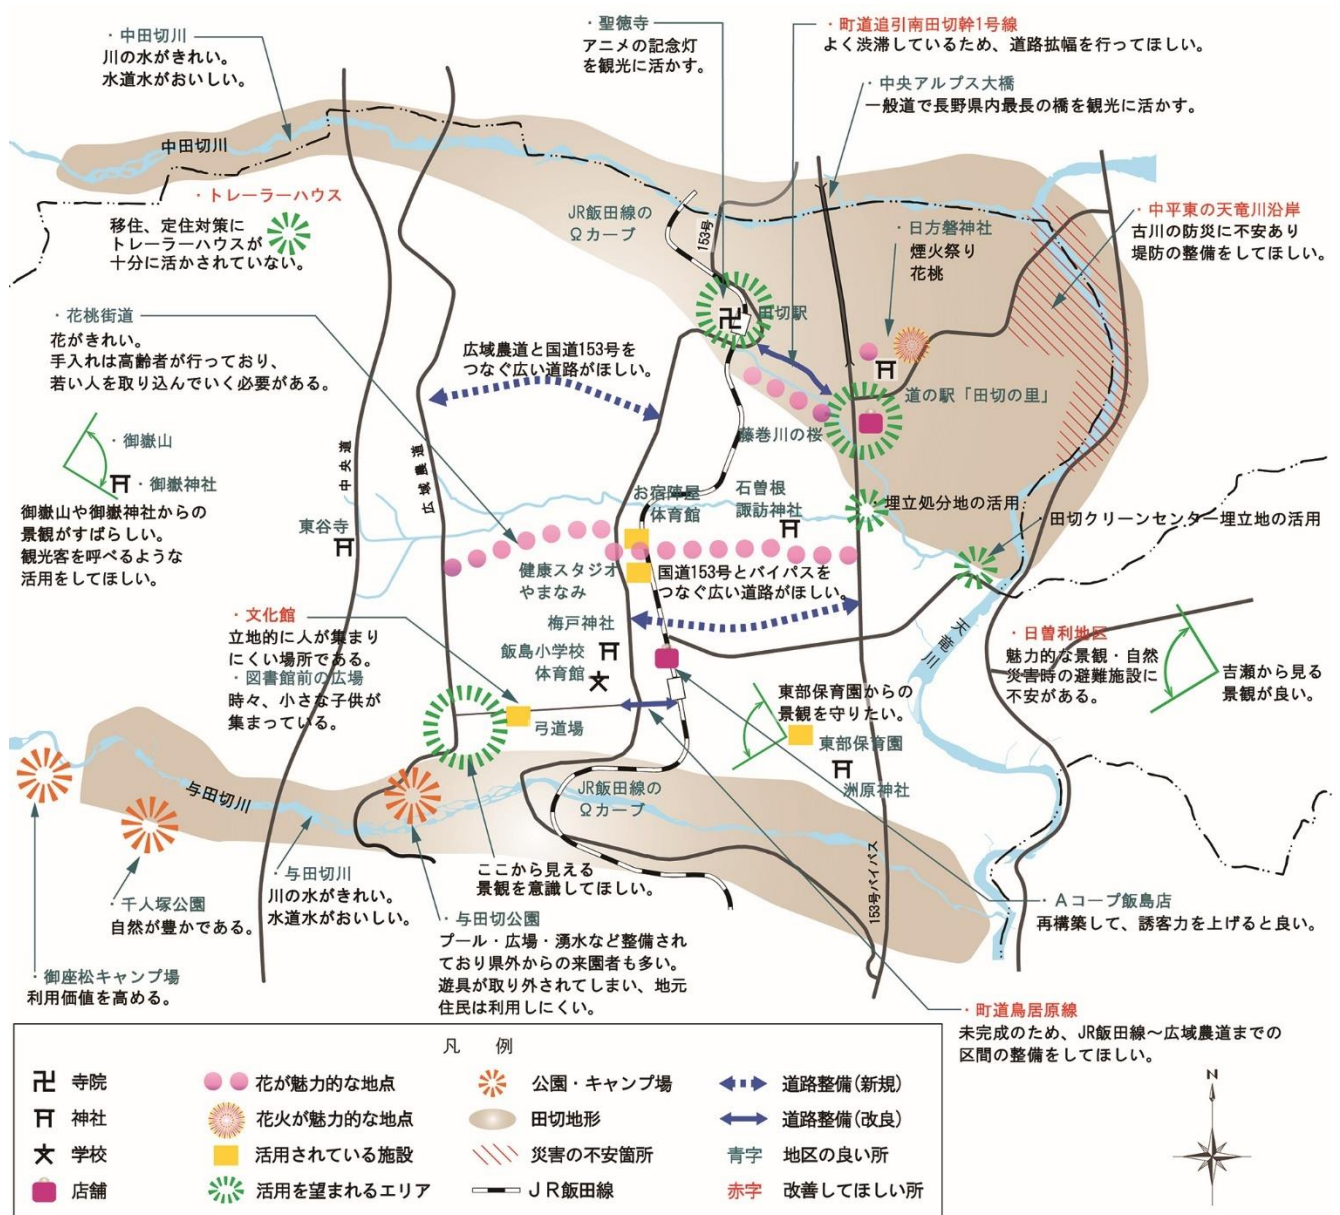 ・中田切川
川の水がきれい。
水道水がおいしい。
・聖徳寺
アニメの記念灯
を観光に活かす。
・町道追引南田切幹1号線
よく渋滞しているため、道路拡幅を行ってほしい。
・中央アルプス大橋
一般道で長野県内最長の橋を観光に活かす。
中田切川
・トレーラーハウス
移住、定住対策に
トレーラーハウスが
十分に活かされていない。
JR飯田線の
Ωカーブ
153号
・日方磐神社
煙火祭り
花桃
・中平東の天竜川沿岸
古川の防災に不安あり
堤防の整備をしてほしい。
・花桃街道
花がきれい。
手入れは高齢者が行っており、
若い人を取り込んでいく必要がある。
田切駅
広域農道と国道153号を
つなぐ広い道路がほしい。
道の駅「田切の里」
藤巻川の桜
・御嶽山
・御嶽神社
御嶽山や御嶽神社からの
景観がすばらしい。
観光客を呼べるような
活用をしてほしい。
中央道
広域農道
東谷寺
お宿陣屋
体育館
石曽根
諏訪神社
・埋立処分地の活用
・田切クリーンセンター埋立地の活用
健康スタジオ
やまなみ
国道153号とバイパスを
つなぐ広い道路がほしい。
・文化館
立地的に人が集まり
にくい場所である。
・図書館前の広場
時々、小さな子供が
集まっている。
梅戸神社
飯島小学校
体育館
天竜川
・日曽利地区
魅力的な景観・自然
災害時の避難施設に
不安がある。
吉瀬から見る
景観が良い。
弓道場
東部保育園からの
景観を守りたい。
東部保育園
洲原神社
与田切川
JR飯田線の
Ωカーブ
153号バイパス
・千人塚公園
自然が豊かである。
・与田切川
川の水がきれい。
水道水がおいしい。
ここから見える
景観を意識してほしい。
・与田切公園
プール・広場・湧水など整備され
ており県外からの来園者も多い。
遊具が取り外されてしまい、地元
住民は利用しにくい。
・Aコープ飯島店
再構築して、誘客力を上げると良い。
・御座松キャンプ場
利用価値を高める。
・町道鳥居原線
未完成のため、JR飯田線～広域農道までの
区間の整備をしてほしい。
凡 例
寺院
花が魅力的な地点
公園・キャンプ場
道路整備(新規)
神社
花火が魅力的な地点
田切地形
道路整備(改良)
学校
活用されている施設
災害の不安箇所
青字 地区の良い所
店舗
活用を望まれるエリア
JR飯田線
赤字 改善してほしい所
N